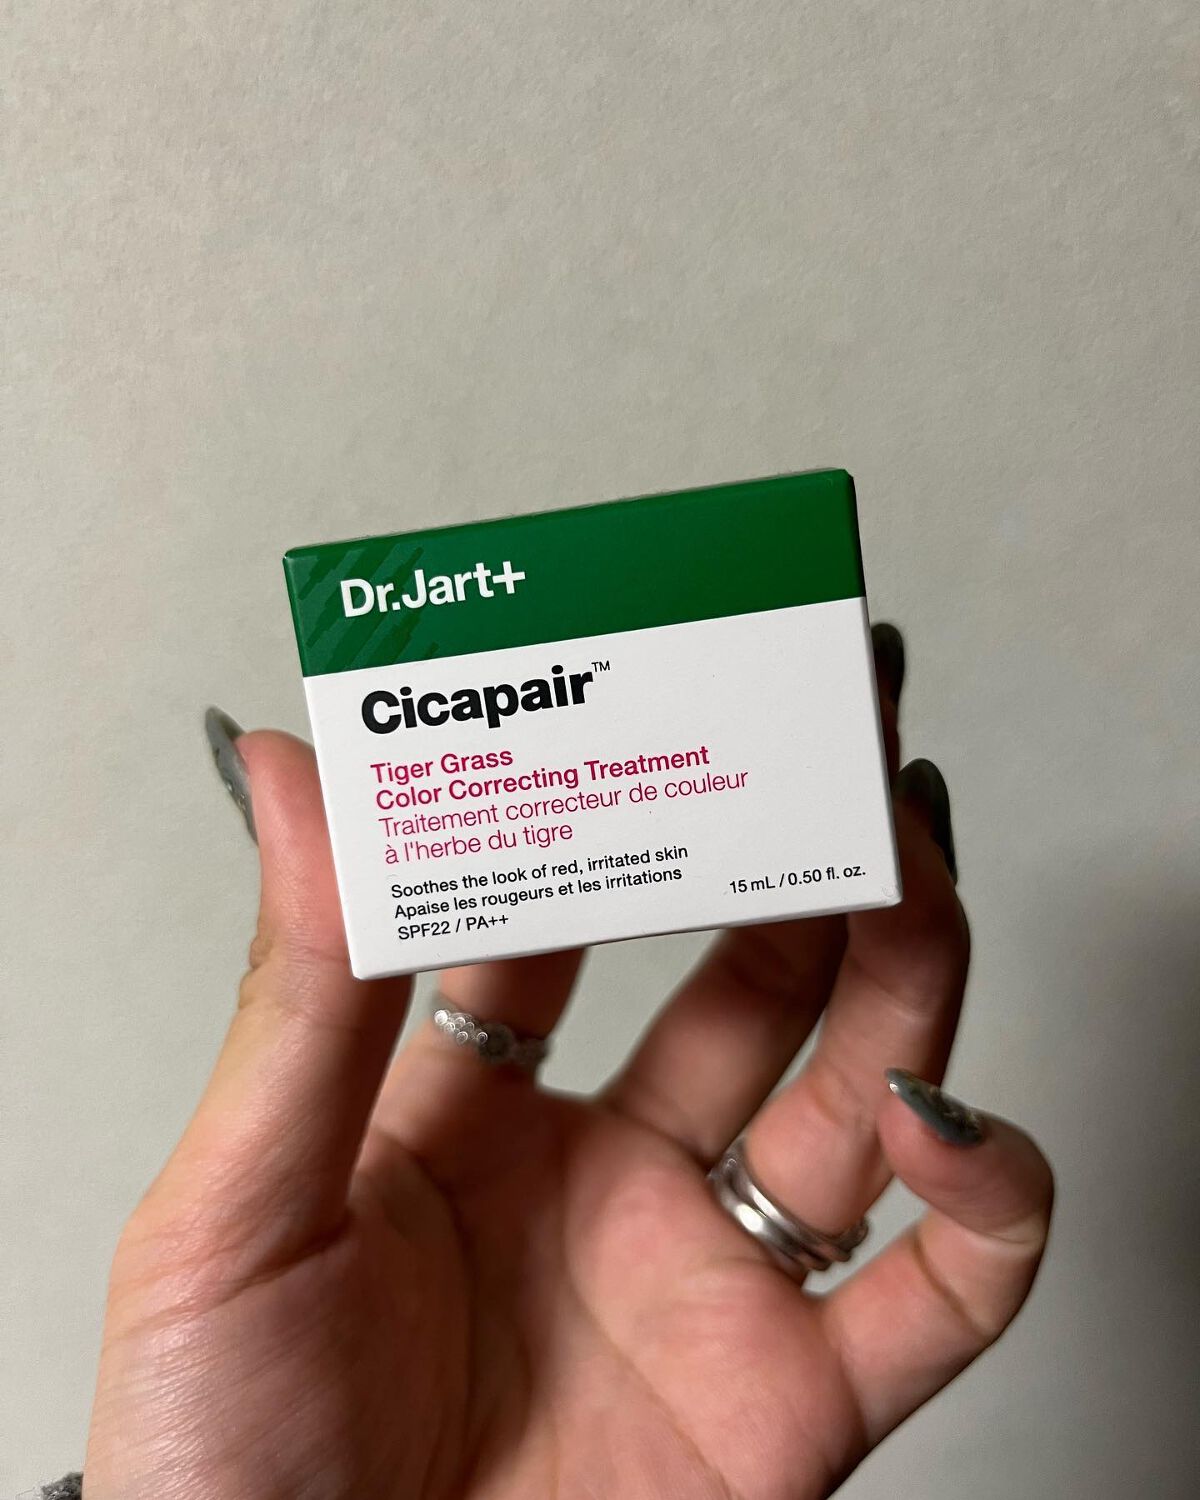 Dr.Jart+
Cicapair™
Tiger Grass
Color Correcting Treatment
Traitement correcteur de couleur
à l'herbe du tigre
Soothes the look of red, irritated skin
Apaise les rougeurs et les irritations
SPF22 / PA++
15 mL / 0.50 fl. oz.